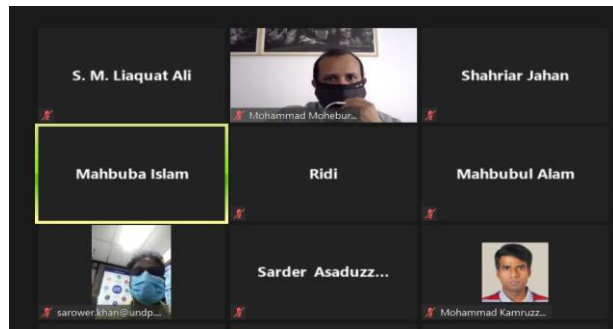 S. M. Liaquat Ali
Mohammad Mohebur...
Shahriar Jahan
Mahbuba Islam
Ridi
Mahbubul Alam
sarower.khan@undp...
Sarder Asaduzz...
Mohammad Kamruzz...